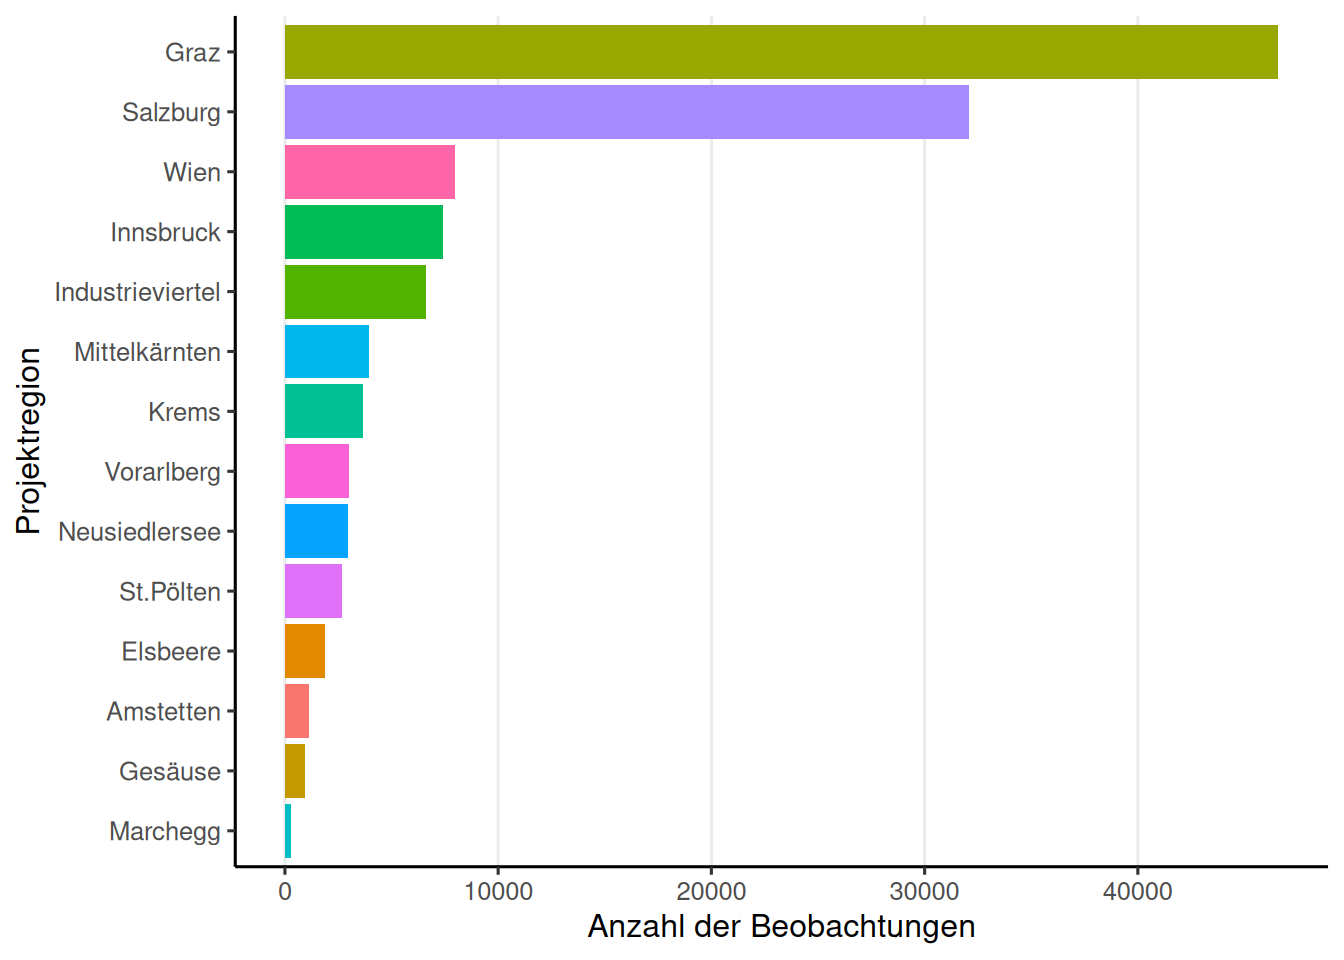 Graz
Salzburg
Wien
Innsbruck
Industrieviertel
Mittelkärnten
Krems
Vorarlberg
Neusiedlersee
St.Pölten
Elsbeere
Amstetten
Gesäuse
Marchegg
Projektregion
0 10000 20000 30000 40000
Anzahl der Beobachtungen